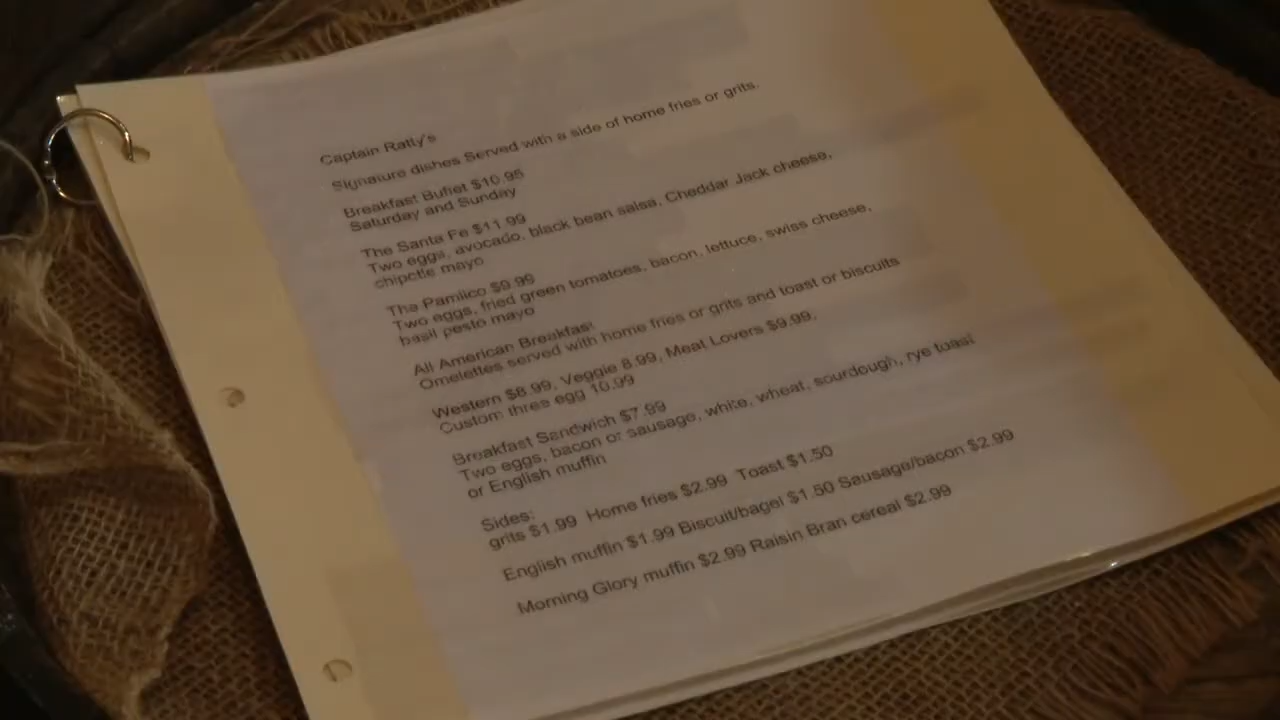 Captain Ratty's
Signature dishes Served with a side of home fries or grits.
Breakfast Buffet $10.95
Saturday and Sunday
The Santa Fe $11.99
Two eggs, avocado, black bean salsa, Cheddar Jack cheese,
chipotle mayo
The Pamlico $9.99
Two eggs, fried green tomatoes, bacon, lettuce, swiss cheese,
basil pesto mayo
All American Breakfast
Omelettes served with home fries or grits and toast or biscuits
Western $8.99, Veggie 8.99, Meat Lovers $9.99,
Custom three egg 10.99
Breakfast Sandwich $7.99
Two eggs, bacon or sausage, white, wheat, sourdough, rye toast
or English muffin
Sides:
grits $1.99 Home fries $2.99 Toast $1.50
English muffin $1.99 Biscuit/bagel $1.50 Sausage/bacon $2.99
Morning Glory muffin $2.99 Raisin Bran cereal $2.99